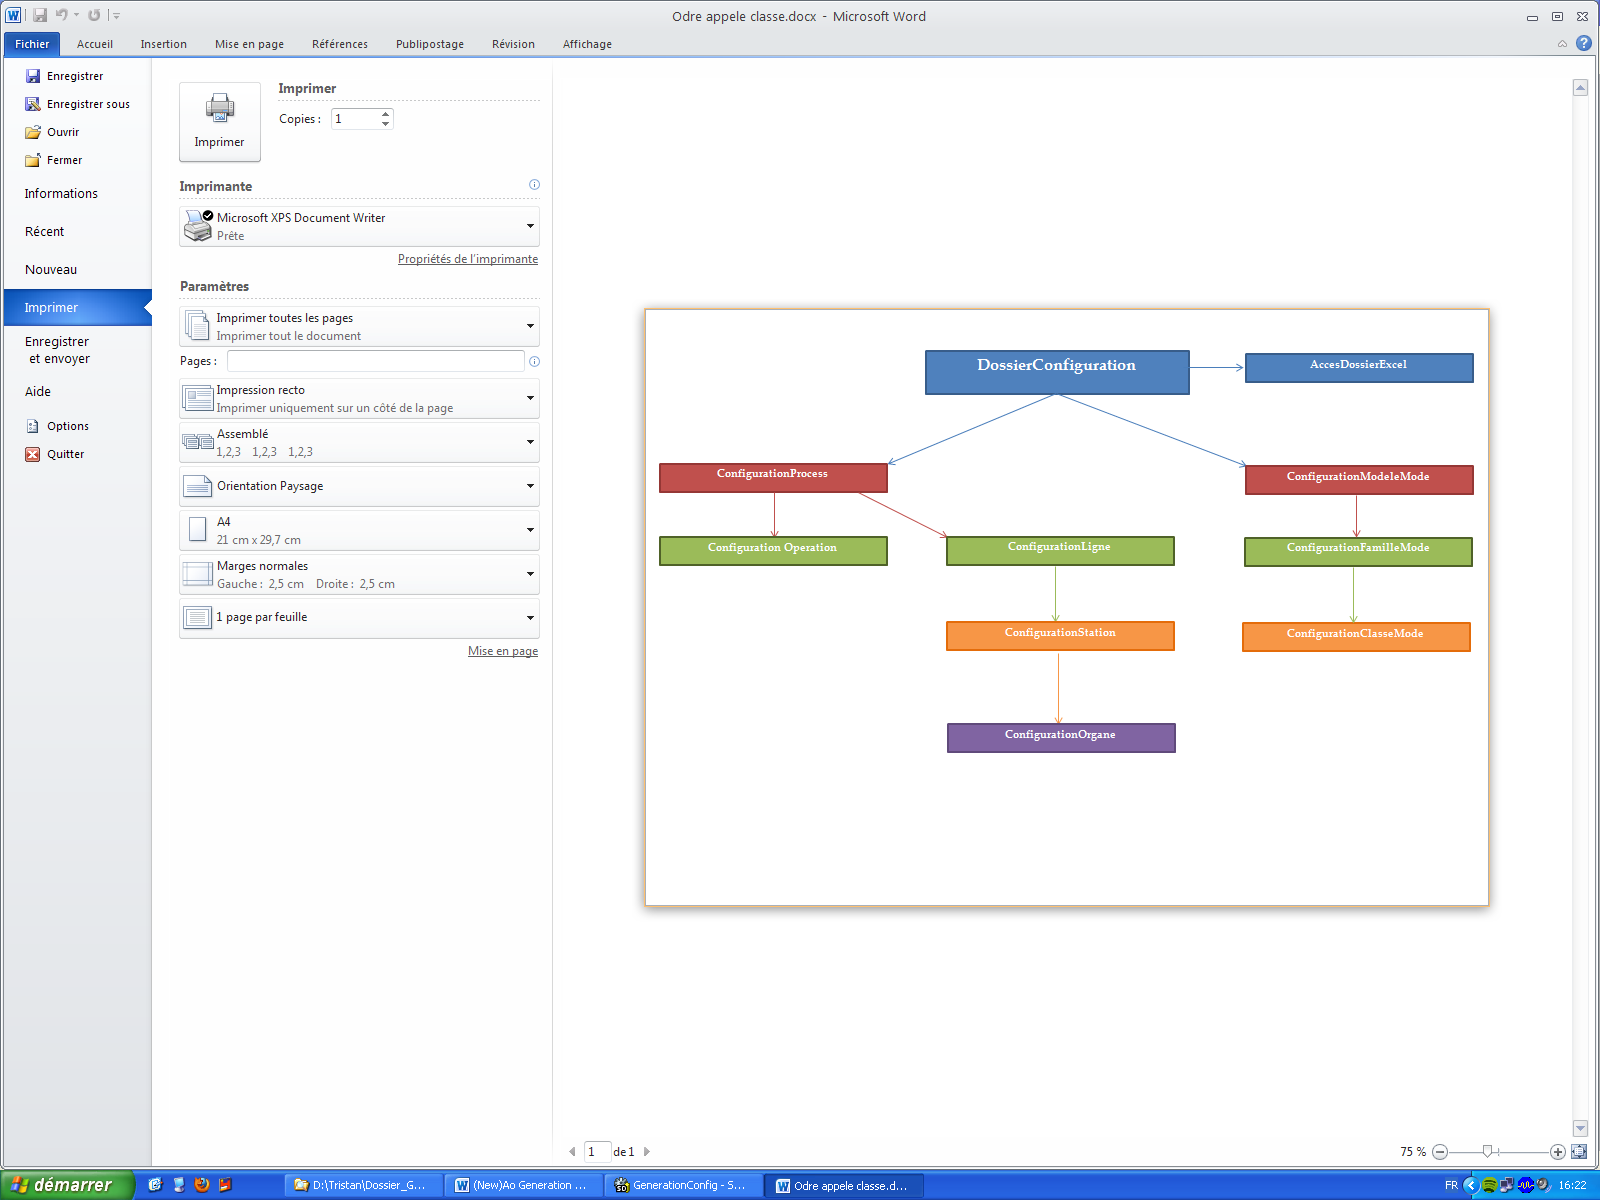 Odre appele classe.docx - Microsoft Word
Fichier Accueil Insertion Mise en page Références Publipostage Révision Affichage
Enregistrer
Enregistrer sous
Ouvrir
Fermer
Informations
Récent
Nouveau
Imprimer
Enregistrer
et envoyer
Aide
Options
Quitter
Imprimer
Imprimer
Copies : 1
Imprimante
Microsoft XPS Document Writer
Prête
Propriétés de l'imprimante
Paramètres
Imprimer toutes les pages
Imprimer tout le document
Pages :
Impression recto
Imprimer uniquement sur un côté de la page
Assemblé
1,2,3 1,2,3 1,2,3
Orientation Paysage
A4
21 cm x 29,7 cm
Marges normales
Gauche : 2,5 cm Droite : 2,5 cm
1 page par feuille
Mise en page
DossierConfiguration
AccesDossierExcel
ConfigurationProcess
ConfigurationModeleMode
Configuration Operation
ConfigurationLigne
ConfigurationFamilleMode
ConfigurationStation
ConfigurationClasseMode
ConfigurationOrgane
1 de 1
75 %
démarrer
D:\Tristan\Dossier_G...
(New)Ao Generation ...
GenerationConfig - S...
Odre appele classe.d...
FR
16:22